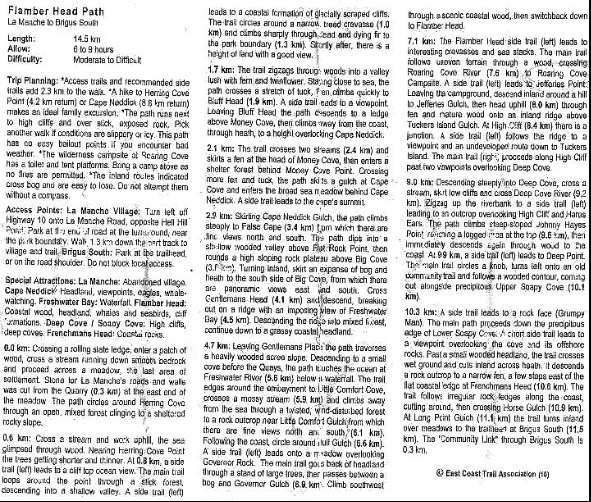 Flamber Head Path
La Manche to Brigus South
Length: 14.5 km
Allow: 6 to 9 hours
Difficulty: Moderate to Difficult
Trip Planning: *Access trails and recommended side
trails add 2.3 km to the walk. *A hike to Herring Cove
Point (4.2 km return) or Cape Neddick (8.8 km return)
makes an ideal family excursion. *The path runs next
to high cliffs and over slick, exposed rock. Pick
another walk if conditions are slippery or icy. This path
has no easy bailout points if you encounter bad
weather. *The wilderness campsite at Roaring Cove
has a toilet and tent platforms. Bring a camp stove as
no fires are permitted. *The inland routes indicated
cross bog and are easy to lose. Do not attempt them
without a compass.
Access Points: La Manche Village: Turn left off
Highway 10 onto La Manche Road, opposite Hell Hill
Pond. Park at the end of road at the turnaround, near
the park boundary. Walk 1.3 km down the dirt track to
village and trail. Brigus South: Park at the trailhead,
or on the road shoulder. Do not block local access.
Special Attractions: La Manche: Abandoned village.
Cape Neddick: Headland, viewpoints, eagles, whale-
watching. Freshwater Bay: Waterfall. Flamber Head:
Coastal wood, headland, whales and seabirds, cliff
formations. Deep Cove / Soapy Cove: High cliffs,
deep coves. Frenchmans Head: Coastal rocks.
0.0 km: Crossing a rolling slate ledge, enter a patch of
wood, cross a stream running down smooth bedrock
and proceed across a meadow, the last area of
settlement. Stone for La Manche's roads and walls
was cut from the Quarry (0.3 km) at the east end of
the meadow. The path circles around Herring Cove
through an open, mixed forest clinging to a sheltered
rocky slope.
0.6 km: Cross a stream and work uphill, the sea
glimpsed through wood. Nearing Herring Cove Point
the trees getting shorter and thinner. At 0.8 km, a side
trail (left) leads to a cliff top ocean view. The main trail
loops around the point through a thick forest,
descending into a shallow valley. A side trail (left)
leads to a coastal formation of glacially scraped cliffs.
The trail circles around a narrow, treed crevasse (1.0
km) and climbs sharply through dead and dying fir to
the park boundary (1.3 km). Shortly after, there is a
height of land with a good view.
1.7 km: The trail zigzags through woods into a valley
lush with fern and wildflower. Staying close to sea, the
path crosses a stretch of tuck, then climbs quickly to
Bluff Head (1.9 km). A side trail leads to a viewpoint.
Leaving Bluff Head the path descends to a ledge
above Money Cove, then climbs away from the coast,
through heath, to a height overlooking Cape Neddick.
2.1 km: The trail crosses two streams (2.4 km) and
skirts a fen at the head of Money Cove, then enters a
shelter forest behind Money Cove Point. Crossing
more fen and tuck, the path skirts a gulch at Cape
Cove and enters the broad sea meadow behind Cape
Neddick. A side trail leads to the cape's summit.
2.9 km: Skirting Cape Neddick Gulch, the path climbs
steeply to False Cape (3.4 km) from which there are
fine views north and south. The path dips into a
shallow wooded valley above Flat Rock Point, then
rounds a high sloping rock plateau above Big Cove
Turning inland, skirt an expanse of bog and
heath to the south side of Big Cove, from which there
are panoramic views east and south. Cross
Gentlemans Head (4.1 km) and descend, breaking
out on a ridge with an imposing view of Freshwater
Bay (4.5 km). Descending the ridge into mixed forest,
continue down to a grassy coastal headland.
4.7 km: Leaving Gentlemans Place the path traverses
a heavily wooded scree slope. Descending to a small
cove before the Quays, the path touches the ocean at
Freshwater River (5.6 km) below a waterfall. The trail
edges around the embayment to Little Comfort Cove,
crosses a mossy stream (5.9 km) and climbs away
from the sea through a twisted, wind-disturbed forest
to a rock outcrop near Little Comfort Gulch from which
there are fine views north and south, (6.1 km).
Following the coast, circle around Gulf Gulch (6.6 km).
A side trail (left) leads onto a meadow overlooking
Governor Rock. The main trail goes back of headland
through a stand of large trees, then passes between a
bog and Governor Gulch (6.9 km). Climb southwest
through a scenic coastal wood, then switchback down
to Flamber Head.
7.1 km: The Flamber Head side trail (left) leads to
interesting crevasses and sea stacks. The main trail
follows uneven terrain through a wood, crossing
Roaring Cove River (7.6 km) to Roaring Cove
Campsite. A side trail (left) leads to Jefferies Point.
Leaving the campground, descend inland around a hill
to Jefferies Gulch, then head uphill (8.0 km) through
fen and mature wood onto an inland ridge above
Tuckers Island Gulch. At High Cliff (8.4 km) there is a
junction. A side trail (left) follows the ridge to a
viewpoint and an undeveloped route down to Tuckers
Island. The main trail (right) proceeds along High Cliff
past two viewpoints overlooking Deep Cove.
9.0 km: Descending steeply into Deep Cove, cross a
stream, skirt low cliffs and cross Deep Cove River (9.2
km). Zigzag up the riverbank to a side trail (left)
leading to an outcrop overlooking High Cliff and Hares
Ears. The path climbs steep-sloped Johnny Hayes
Point, reaching a logged area at the top (9.6 km), then
immediately descends again through wood to the
coast. At 9.9 km, a side trail (left) leads to Deep Point.
The main trail circles a knob, turns left onto an old
community trail and follows a wooded contour, coming
out alongside precipitous Upper Soapy Cove (10.1
km).
10.3 km: A side trail leads to a rock face (Grumpy
Man). The main path proceeds down the precipitous
edge of Lower Soapy Cove. A short side trail leads to
a viewpoint overlooking the cove and its offshore
rocks. Past a small wooded headland, the trail crosses
wet ground and cuts inland across heath. It descends
a rock outcrop to a narrow fen, a few steps east of the
flat coastal edge at Frenchmans Head (10.6 km). The
trail follows irregular rock ledges along the coast,
cutting around, then crossing Horse Gulch (10.9 km).
At Long Point Gulch (11.1 km) the trail turns inland
over meadows to the trailhead at Brigus South (11.5
km). The "Community Link" through Brigus South is
0.3 km.
© East Coast Trail Association (16)